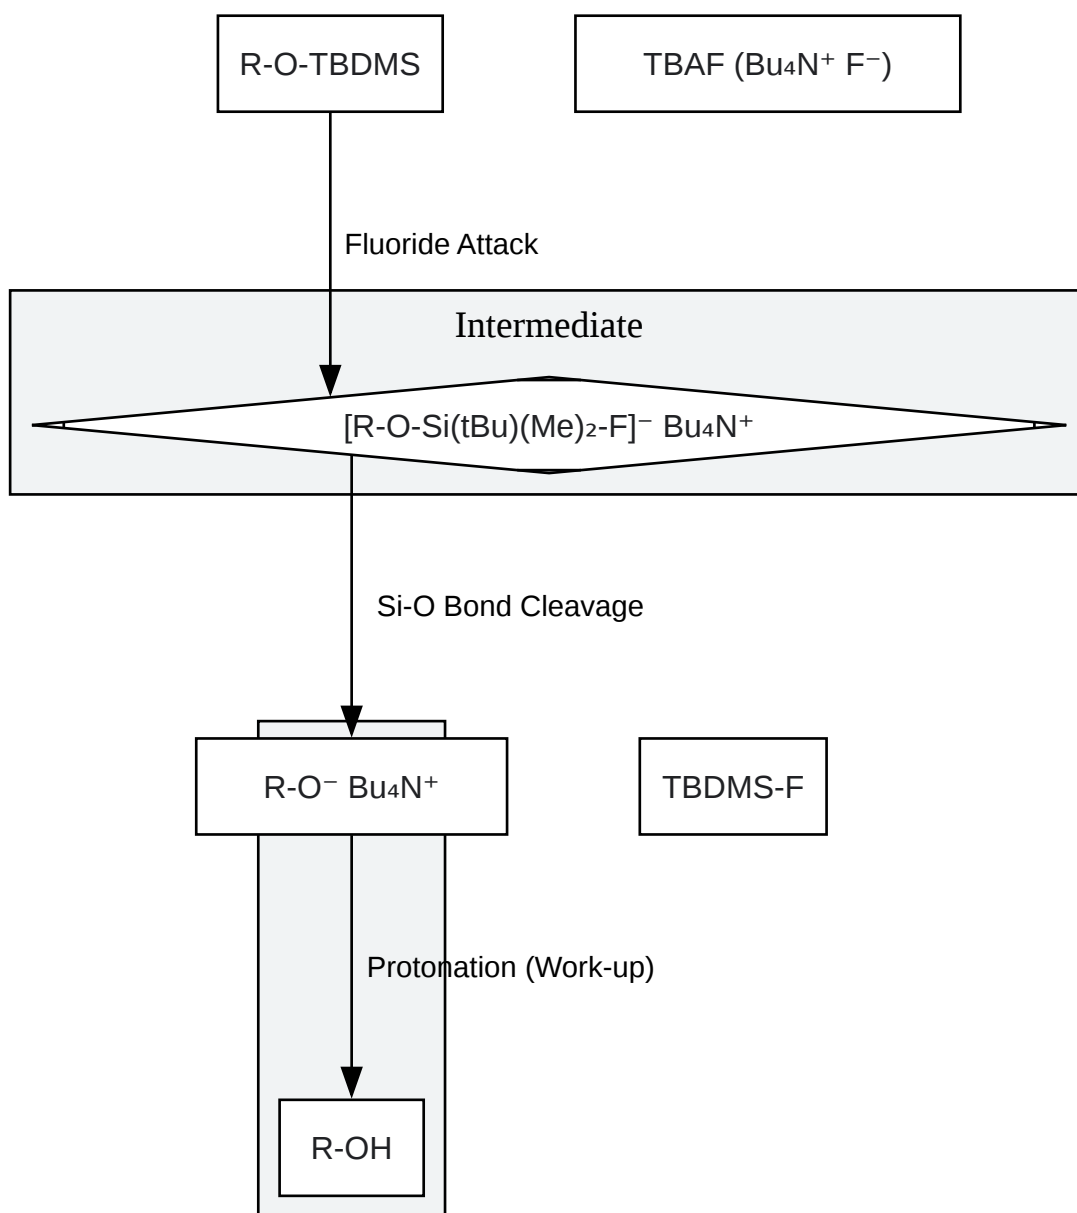 R-O-TBDMS
TBAF (Bu₄N⁺ F⁻)
Fluoride Attack
Intermediate
[R-O-Si(tBu)(Me)₂-F]⁻ Bu₄N⁺
Si-O Bond Cleavage
R-O⁻ Bu₄N⁺
TBDMS-F
Protonation (Work-up)
R-OH